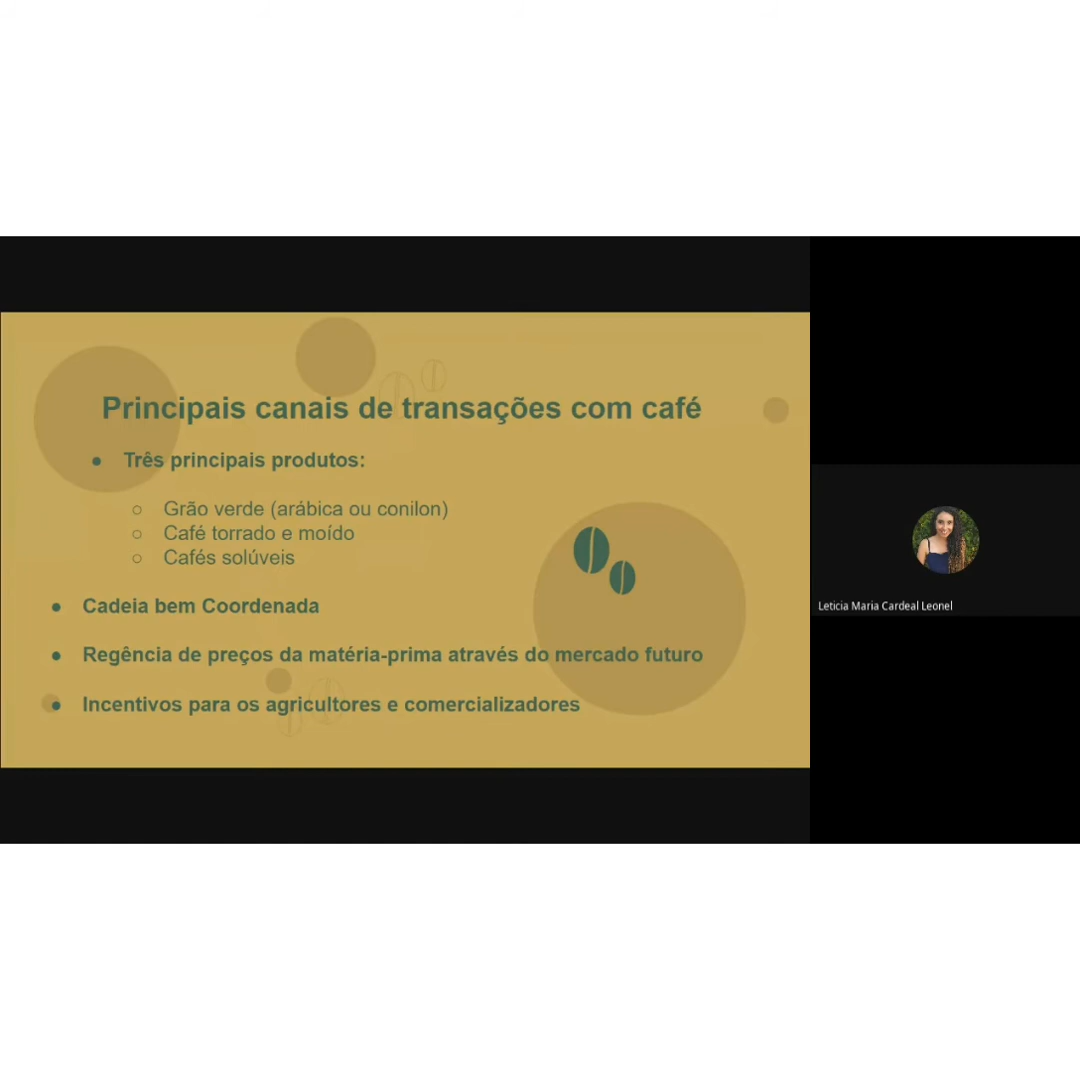 Principais canais de transações com café
● Três principais produtos:
○ Grão verde (arábica ou conilon)
○ Café torrado e moído
○ Cafés solúveis
● Cadeia bem Coordenada
● Regência de preços da matéria-prima através do mercado futuro
● Incentivos para os agricultores e comercializadores
Leticia Maria Cardeal Leonel